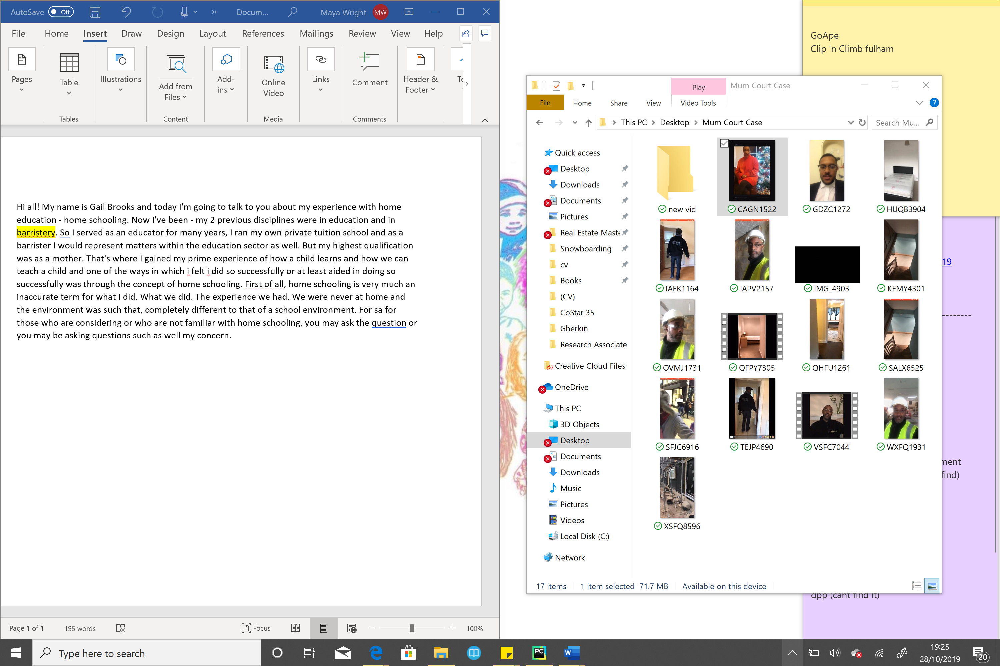 AutoSave Off Docum... Maya Wright MW
File Home Insert Draw Design Layout References Mailings Review View Help
Pages
Table
Illustrations
Add from Files
Add-ins
Online Video
Links
Comment
Header & Footer
Tables
Content
Media
Comments
Hi all! My name is Gail Brooks and today I'm going to talk to you about my experience with home
education - home schooling. Now I've been - my 2 previous disciplines were in education and in
barristery. So I served as an educator for many years, I ran my own private tuition school and as a
barrister I would represent matters within the education sector as well. But my highest qualification
was as a mother. That's where I gained my prime experience of how a child learns and how we can
teach a child and one of the ways in which i felt i did so successfully or at least aided in doing so
successfully was through the concept of home schooling. First of all, home schooling is very much an
inaccurate term for what I did. What we did. The experience we had. We were never at home and
the environment was such that, completely different to that of a school environment. For sa for
those who are considering or who are not familiar with home schooling, you may ask the question or
you may be asking questions such as well my concern.
Page 1 of 1 195 words Focus 100%
GoApe
Clip 'n Climb fulham
Play Mum Court Case
File Home Share View Video Tools
This PC Desktop Mum Court Case Search Mu...
Quick access
Desktop
Downloads
Documents
Pictures
Real Estate Maste
Snowboarding
cv
Books
(CV)
CoStar 35
Gherkin
Research Associate
Creative Cloud Files
OneDrive
This PC
3D Objects
Desktop
Documents
Downloads
Music
Pictures
Videos
Local Disk (C:)
Network
new vid CAGN1522 GDZC1272 HUQB3904
IAFK1164 IAPV2157 IMG_4903 KFMY4301
OVMJ1731 QFPY7305 QHFU1261 SALX6525
SFJC6916 TEJP4690 VSFC7044 WXFQ1931
XSFQ8596
17 items 1 item selected 71.7 MB Available on this device
19
ment
find)
app (cant find it)
Type here to search
PC
W
19:25
28/10/2019
20